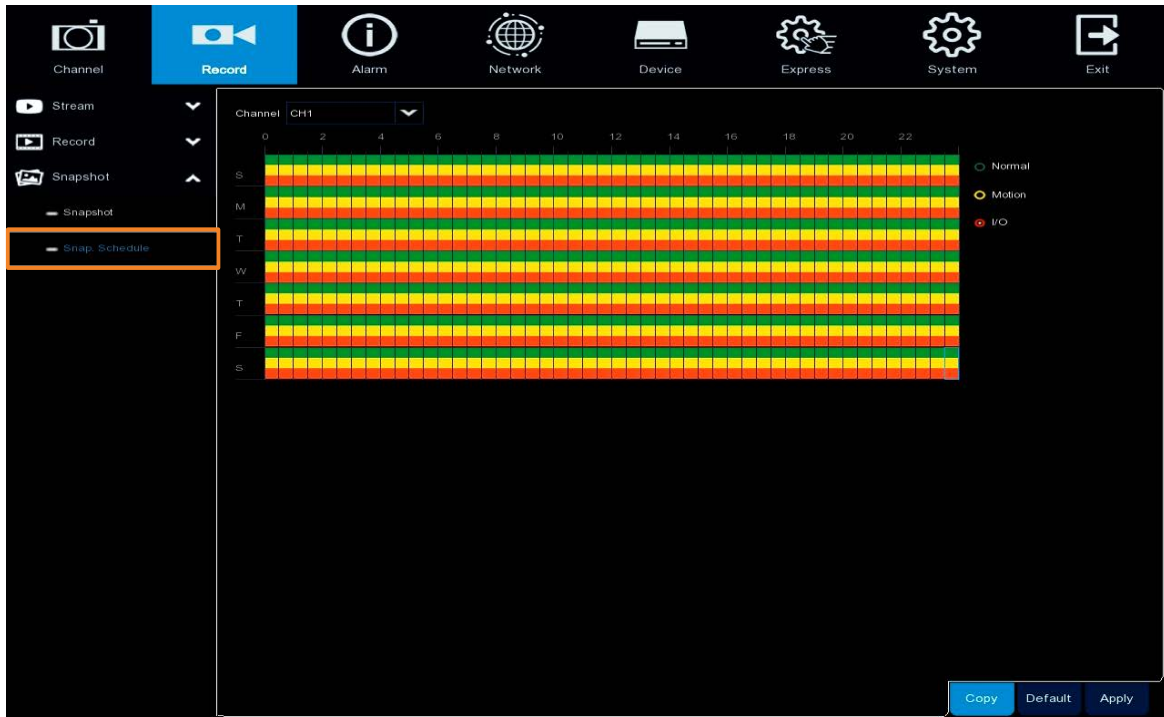 Channel Record Alarm Network Device Express System Exit
Stream
Record
Snapshot
Snapshot
Snap. Schedule
Channel CH1
0 2 4 6 8 10 12 14 16 18 20 22
S
M
T
W
T
F
S
Normal
Motion
I/O
Copy Default Apply